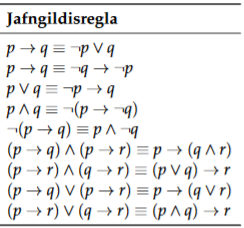 Jafngildisregla
p → q ≡ ¬p ∨ q
p → q ≡ ¬q → ¬p
p ∨ q ≡ ¬p → q
p ∧ q ≡ ¬(p → ¬q)
¬(p → q) ≡ p ∧ ¬q
(p → q) ∧ (p → r) ≡ p → (q ∧ r)
(p → r) ∧ (q → r) ≡ (p ∨ q) → r
(p → q) ∨ (p → r) ≡ p → (q ∨ r)
(p → r) ∨ (q → r) ≡ (p ∧ q) → r